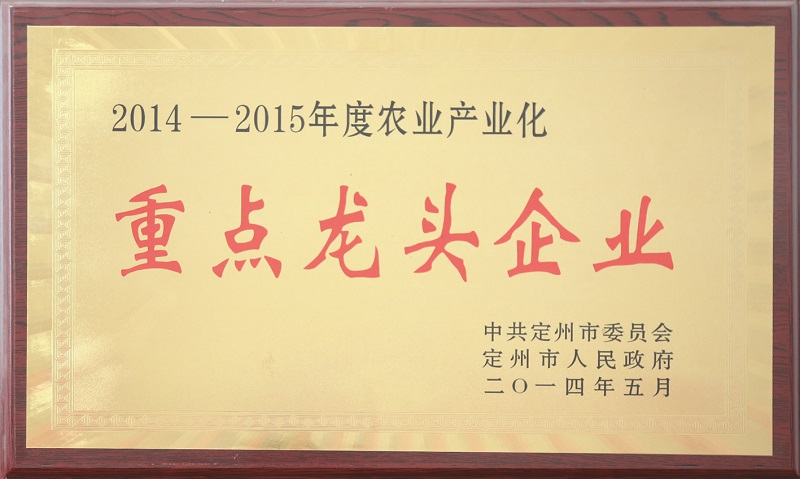 2014—2015年度农业产业化
重点龙头企业
中共定州市委员会
定州市人民政府
二〇一四年五月